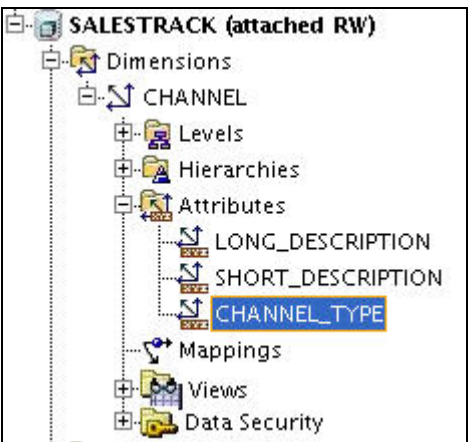 SALESTRACK (attached RW)
Dimensions
CHANNEL
Levels
Hierarchies
Attributes
LONG_DESCRIPTION
SHORT_DESCRIPTION
CHANNEL_TYPE
Mappings
Views
Data Security